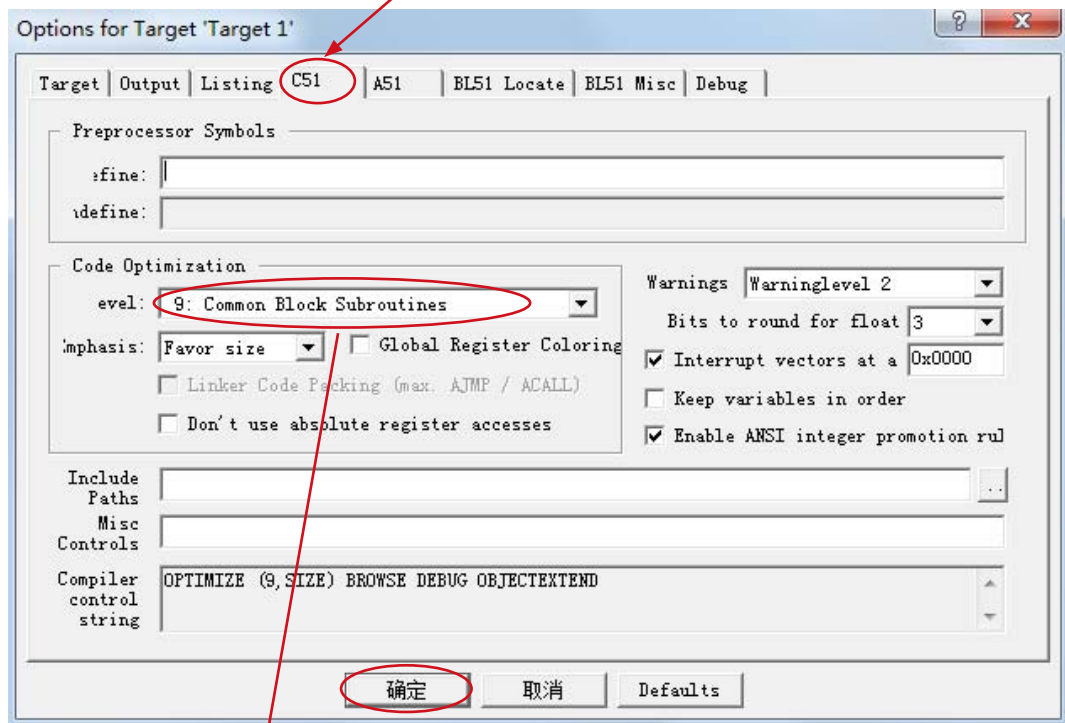 Options for Target 'Target 1'
Target Output Listing C51 A51 BL51 Locate BL51 Misc Debug
Preprocessor Symbols
efine:
ndefine:
Code Optimization
evel: 9: Common Block Subroutines
Warnings Warninglevel 2
Bits to round for float 3
mphasis: Favor size Global Register Coloring
Interrupt vectors at a 0x0000
Linker Code Packing (max. AJMP / ACALL)
Keep variables in order
Don't use absolute register accesses
Enable ANSI integer promotion rul
Include Paths
..
Misc Controls
Compiler control string
OPTIMIZE (9,SIZE) BROWSE DEBUG OBJECTEXTEND
确定 取消 Defaults